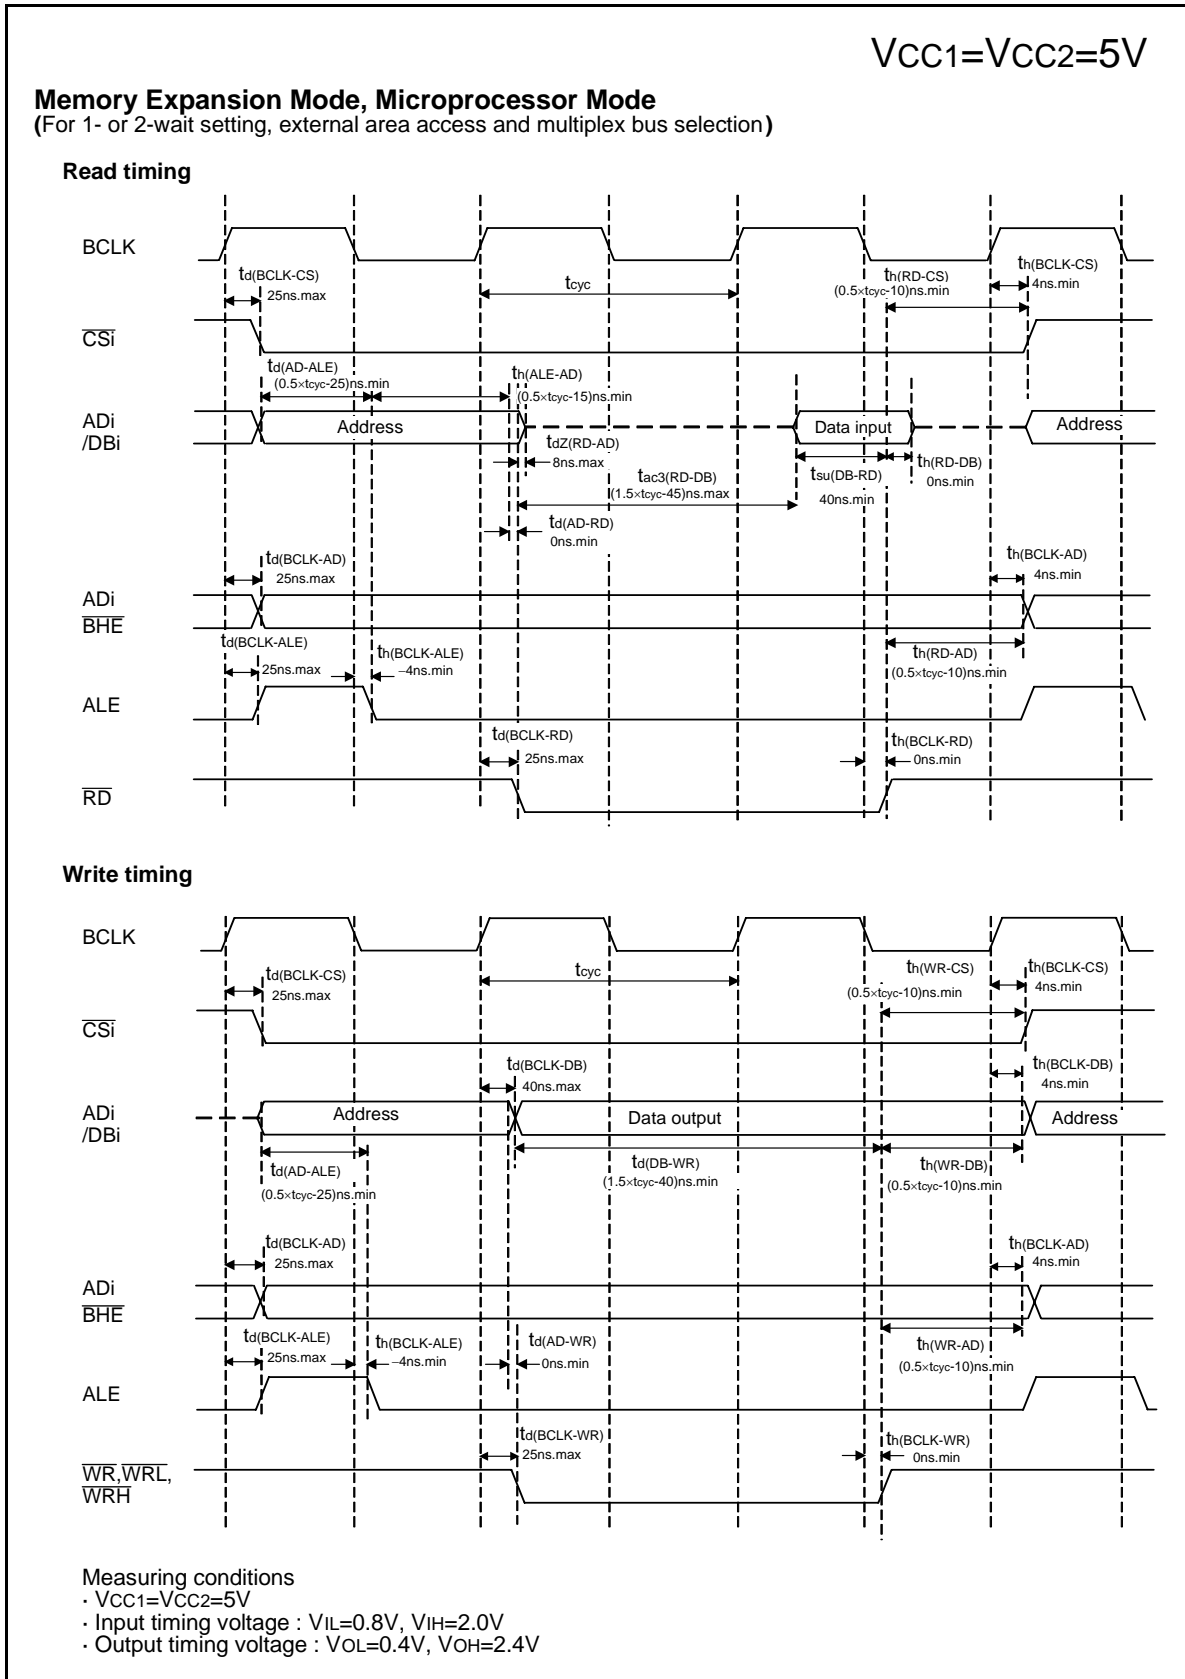 VCC1=VCC2=5V
Memory Expansion Mode, Microprocessor Mode
(For 1- or 2-wait setting, external area access and multiplex bus selection)
Read timing
BCLK
td(BCLK-CS)
25ns.max
tcyc
th(RD-CS)
(0.5×tcyc-10)ns.min
th(BCLK-CS)
4ns.min
CSi
td(AD-ALE)
(0.5×tcyc-25)ns.min
th(ALE-AD)
(0.5×tcyc-15)ns.min
ADi
/DBi
Address
Data input
Address
tdZ(RD-AD)
8ns.max
tac3(RD-DB)
(1.5×tcyc-45)ns.max
tsu(DB-RD)
40ns.min
th(RD-DB)
0ns.min
td(AD-RD)
0ns.min
td(BCLK-AD)
25ns.max
th(BCLK-AD)
4ns.min
ADi
BHE
td(BCLK-ALE)
25ns.max
th(BCLK-ALE)
−4ns.min
th(RD-AD)
(0.5×tcyc-10)ns.min
ALE
td(BCLK-RD)
25ns.max
th(BCLK-RD)
0ns.min
RD
Write timing
BCLK
td(BCLK-CS)
25ns.max
tcyc
th(WR-CS)
(0.5×tcyc-10)ns.min
th(BCLK-CS)
4ns.min
CSi
td(BCLK-DB)
40ns.max
th(BCLK-DB)
4ns.min
ADi
/DBi
Address
Data output
Address
td(AD-ALE)
(0.5×tcyc-25)ns.min
td(DB-WR)
(1.5×tcyc-40)ns.min
th(WR-DB)
(0.5×tcyc-10)ns.min
td(BCLK-AD)
25ns.max
th(BCLK-AD)
4ns.min
ADi
BHE
td(BCLK-ALE)
25ns.max
th(BCLK-ALE)
−4ns.min
td(AD-WR)
0ns.min
th(WR-AD)
(0.5×tcyc-10)ns.min
ALE
td(BCLK-WR)
25ns.max
th(BCLK-WR)
0ns.min
WR,WRL,
WRH
Measuring conditions
· VCC1=VCC2=5V
· Input timing voltage : VIL=0.8V, VIH=2.0V
· Output timing voltage : VOL=0.4V, VOH=2.4V